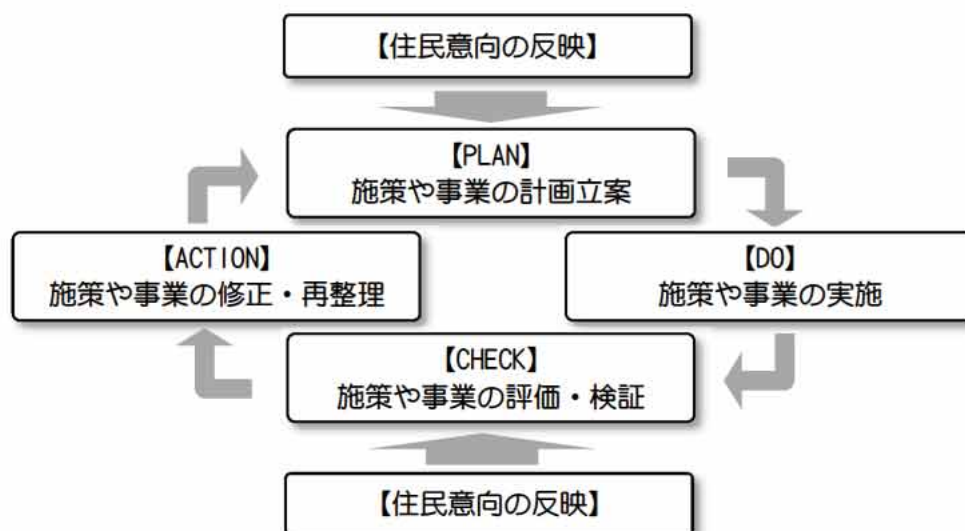 【住民意向の反映】
【PLAN】
施策や事業の計画立案
【ACTION】
施策や事業の修正・再整理
【DO】
施策や事業の実施
【CHECK】
施策や事業の評価・検証
【住民意向の反映】